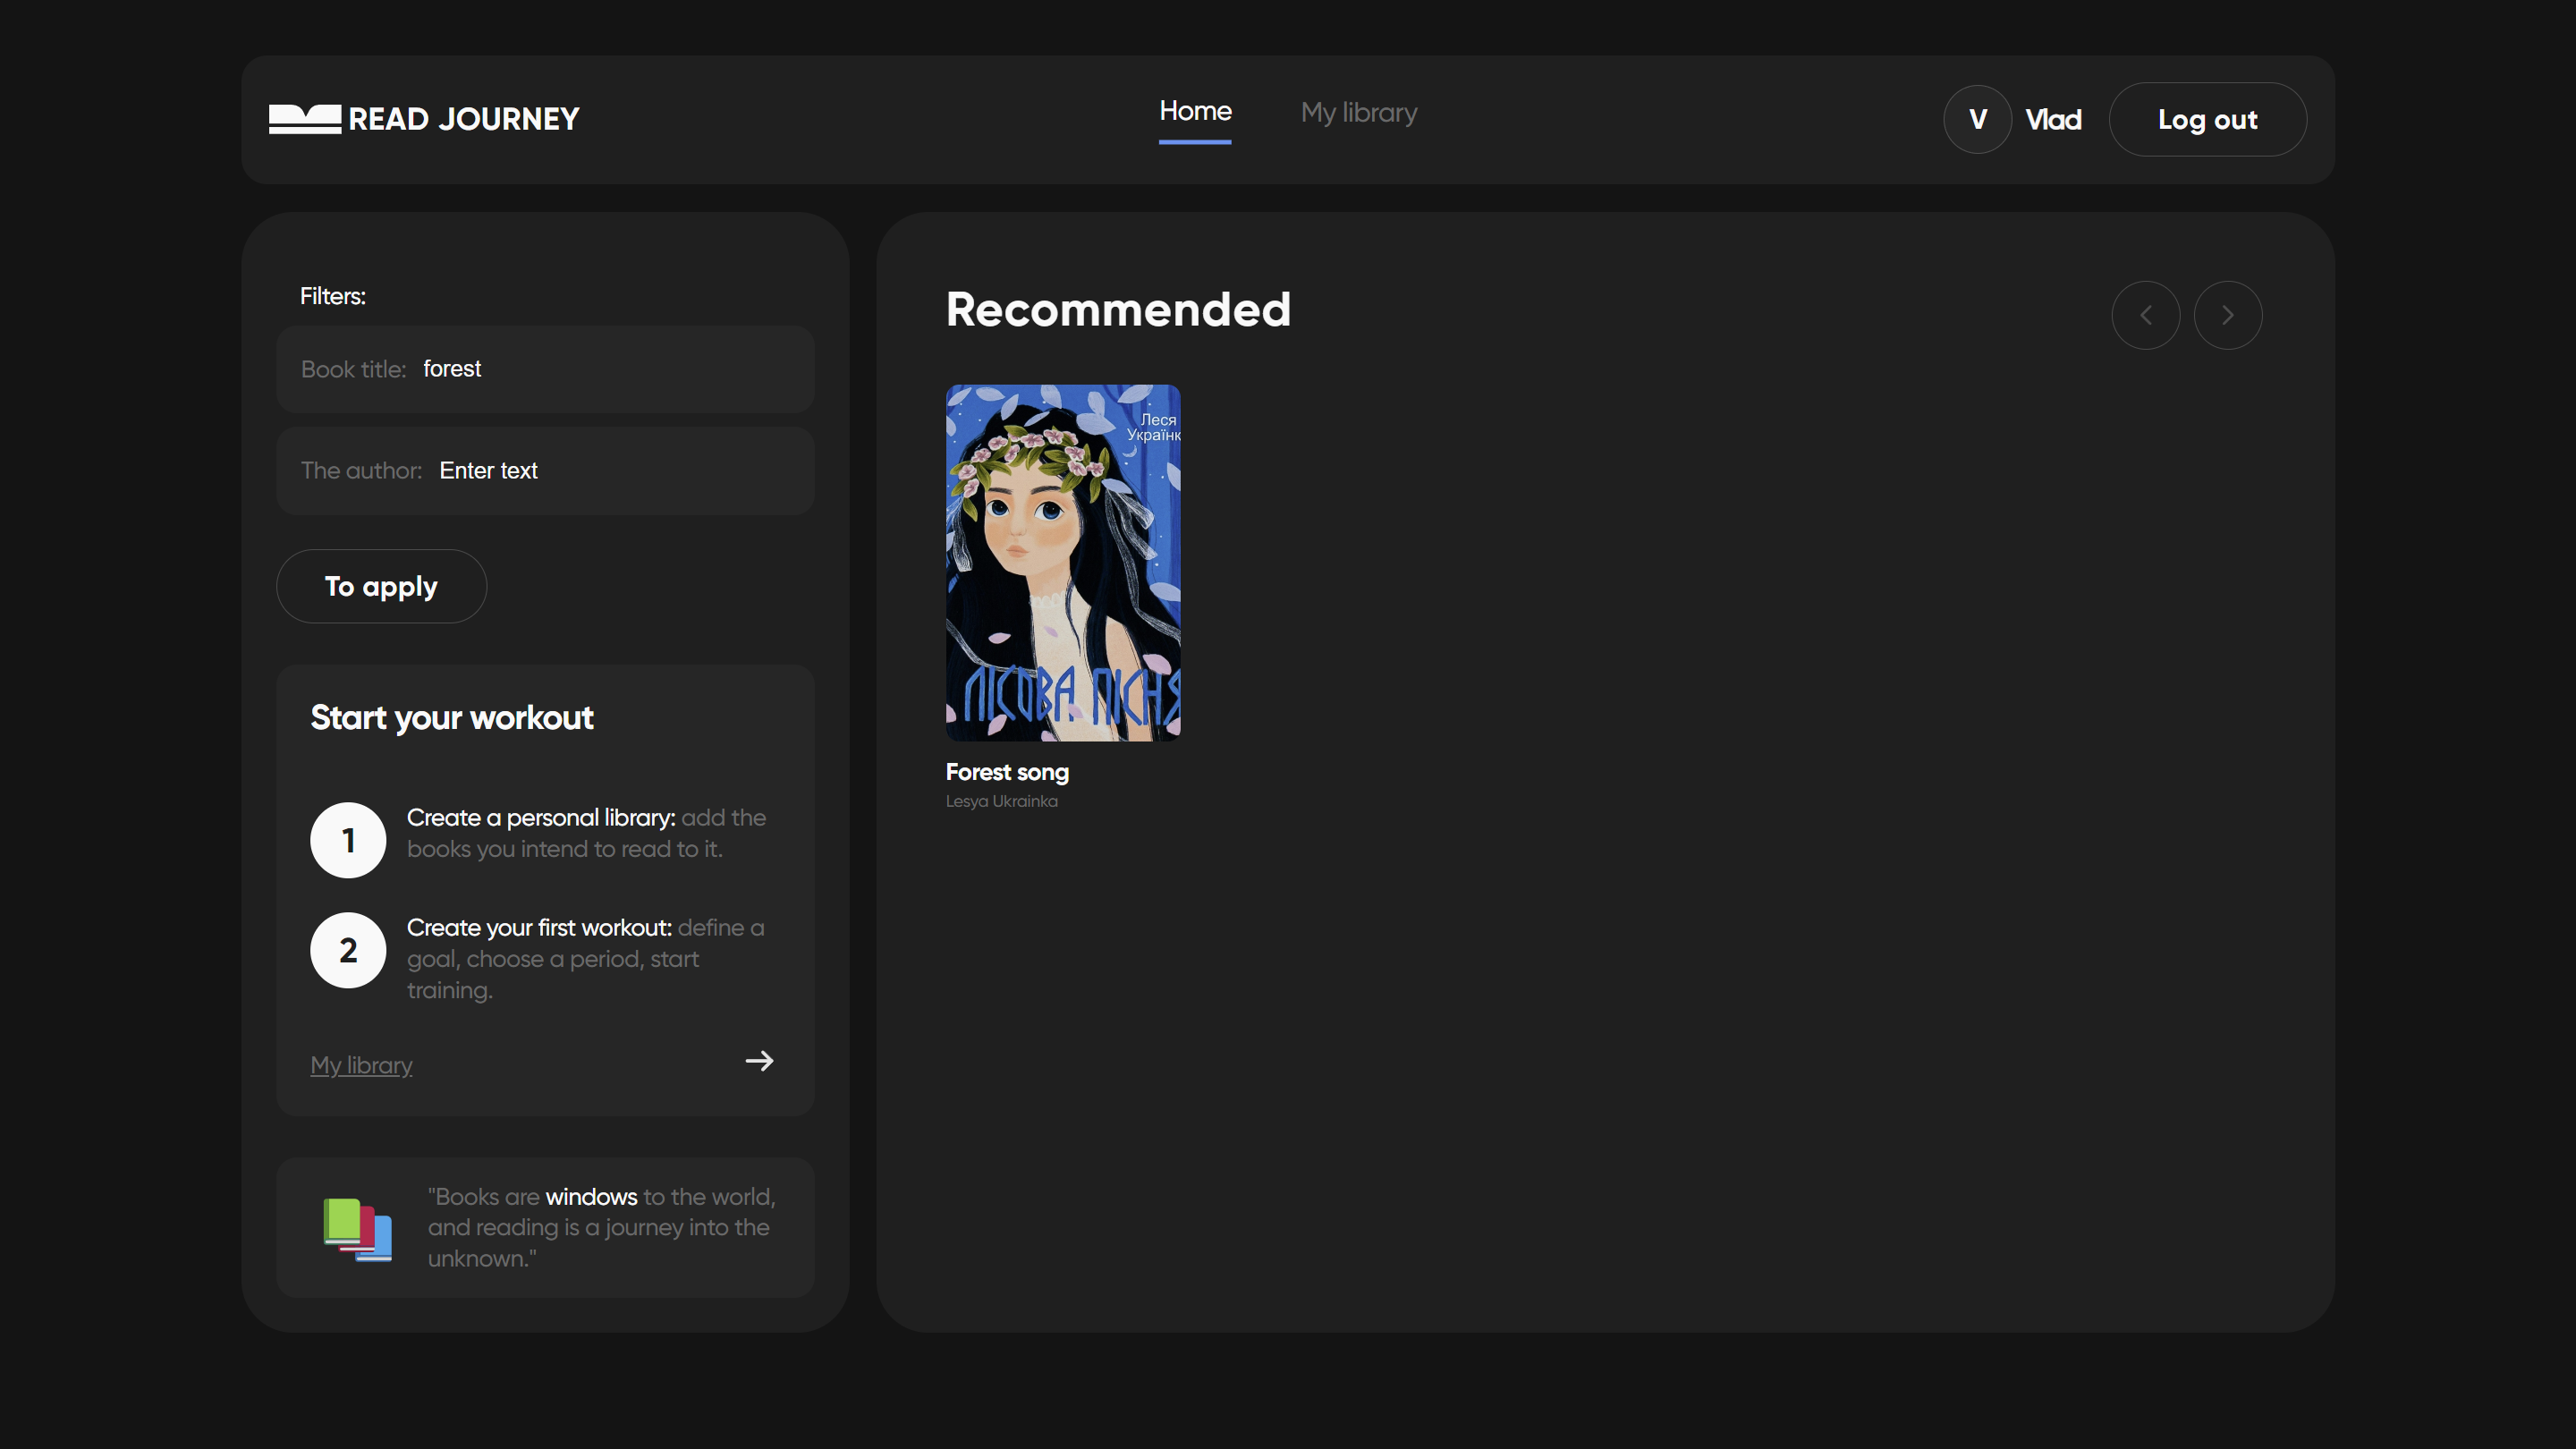 READ JOURNEY
Home
My library
V
Vlad
Log out
Filters:
Book title: forest
The author: Enter text
To apply
Start your workout
1
Create a personal library: add the
books you intend to read to it.
2
Create your first workout: define a
goal, choose a period, start
training.
My library
"Books are windows to the world,
and reading is a journey into the
unknown."
Recommended
Леся
Українк
ЛІСОВА ПІСНЯ
Forest song
Lesya Ukrainka